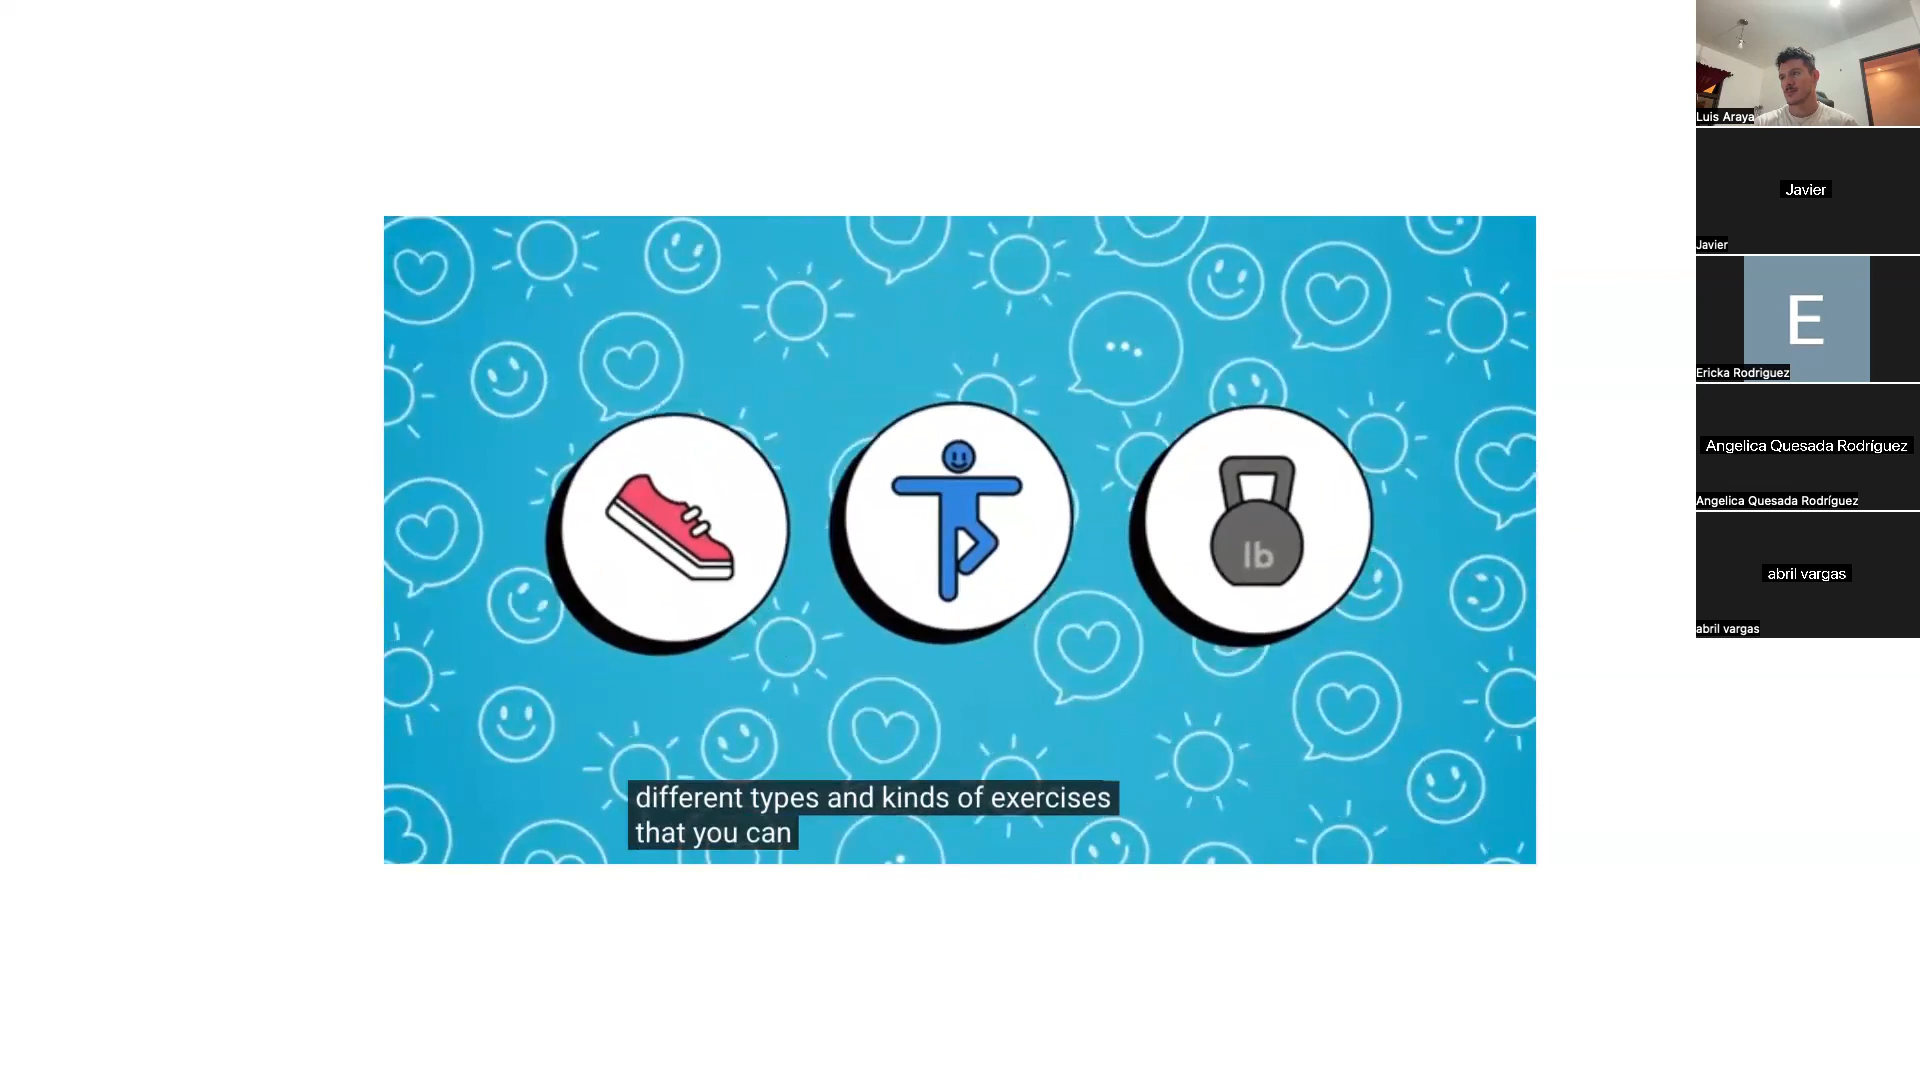 lb
different types and kinds of exercises
that you can
Luis Araya
Javier
Javier
E
Ericka Rodriguez
Angelica Quesada Rodríguez
Angelica Quesada Rodríguez
abril vargas
abril vargas